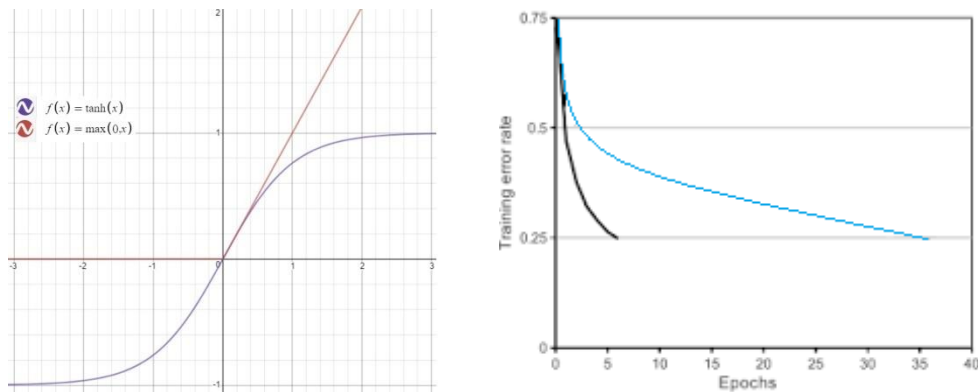 2
f(x) = tanh(x)
f(x) = max(0,x)
1
-3 -2 -1 0 1 2 3
-1
0.75
0.5
0.25
0
Training error rate
0 5 10 15 20 25 30 35 40
Epochs